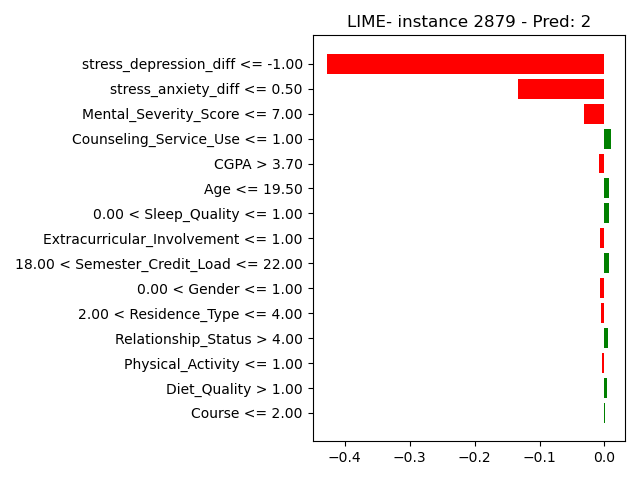 LIME- instance 2879 - Pred: 2
stress_depression_diff <= -1.00
stress_anxiety_diff <= 0.50
Mental_Severity_Score <= 7.00
Counseling_Service_Use <= 1.00
CGPA > 3.70
Age <= 19.50
0.00 < Sleep_Quality <= 1.00
Extracurricular_Involvement <= 1.00
18.00 < Semester_Credit_Load <= 22.00
0.00 < Gender <= 1.00
2.00 < Residence_Type <= 4.00
Relationship_Status > 4.00
Physical_Activity <= 1.00
Diet_Quality > 1.00
Course <= 2.00
−0.4 −0.3 −0.2 −0.1 0.0